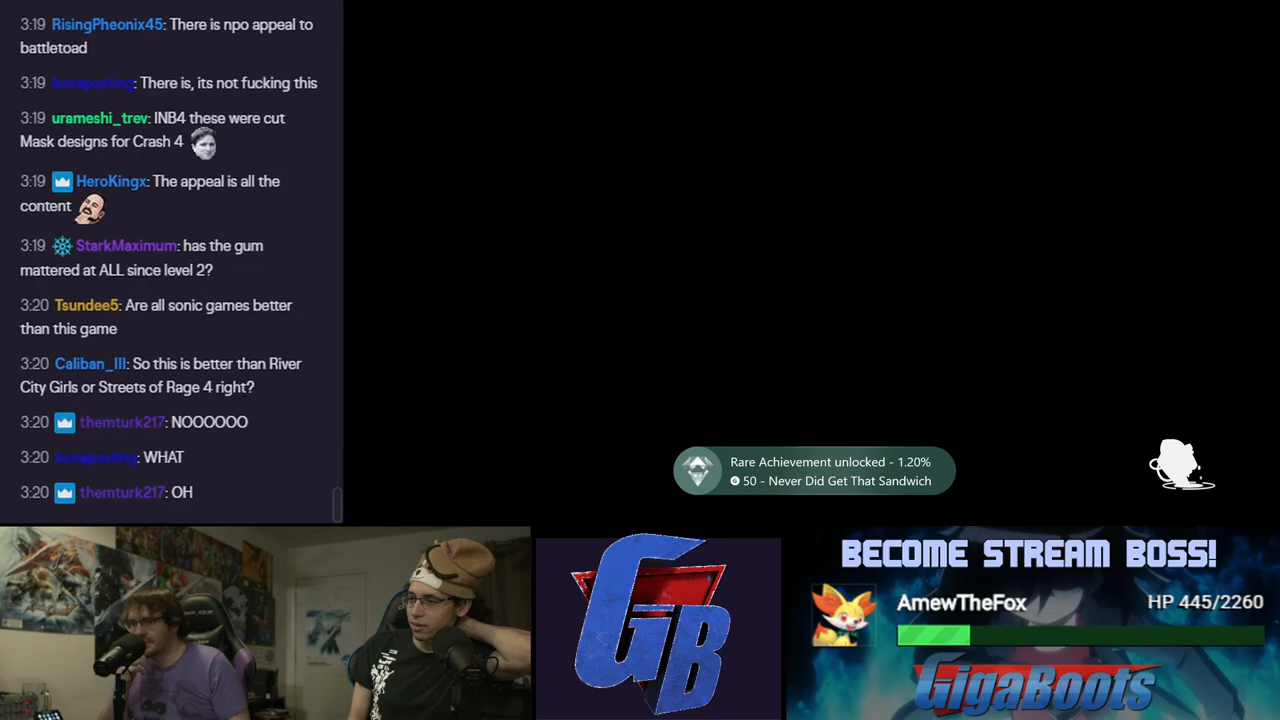 3:19 RisingPheonix45: There is npo appeal to
battletoad
3:19 konaposting: There is, its not fucking this
3:19 urameshi_trev: INB4 these were cut
Mask designs for Crash 4
3:19 HeroKingx: The appeal is all the
content
3:19 StarkMaximum: has the gum
mattered at ALL since level 2?
3:20 Tsundee5: Are all sonic games better
than this game
3:20 Caliban_III: So this is better than River
City Girls or Streets of Rage 4 right?
3:20 themturk217: NOOOOOO
3:20 konaposting: WHAT
3:20 themturk217: OH
Rare Achievement unlocked - 1.20%
G 50 - Never Did Get That Sandwich
GB
BECOME STREAM BOSS!
AmewTheFox HP 445/2260
GIGABOOTS